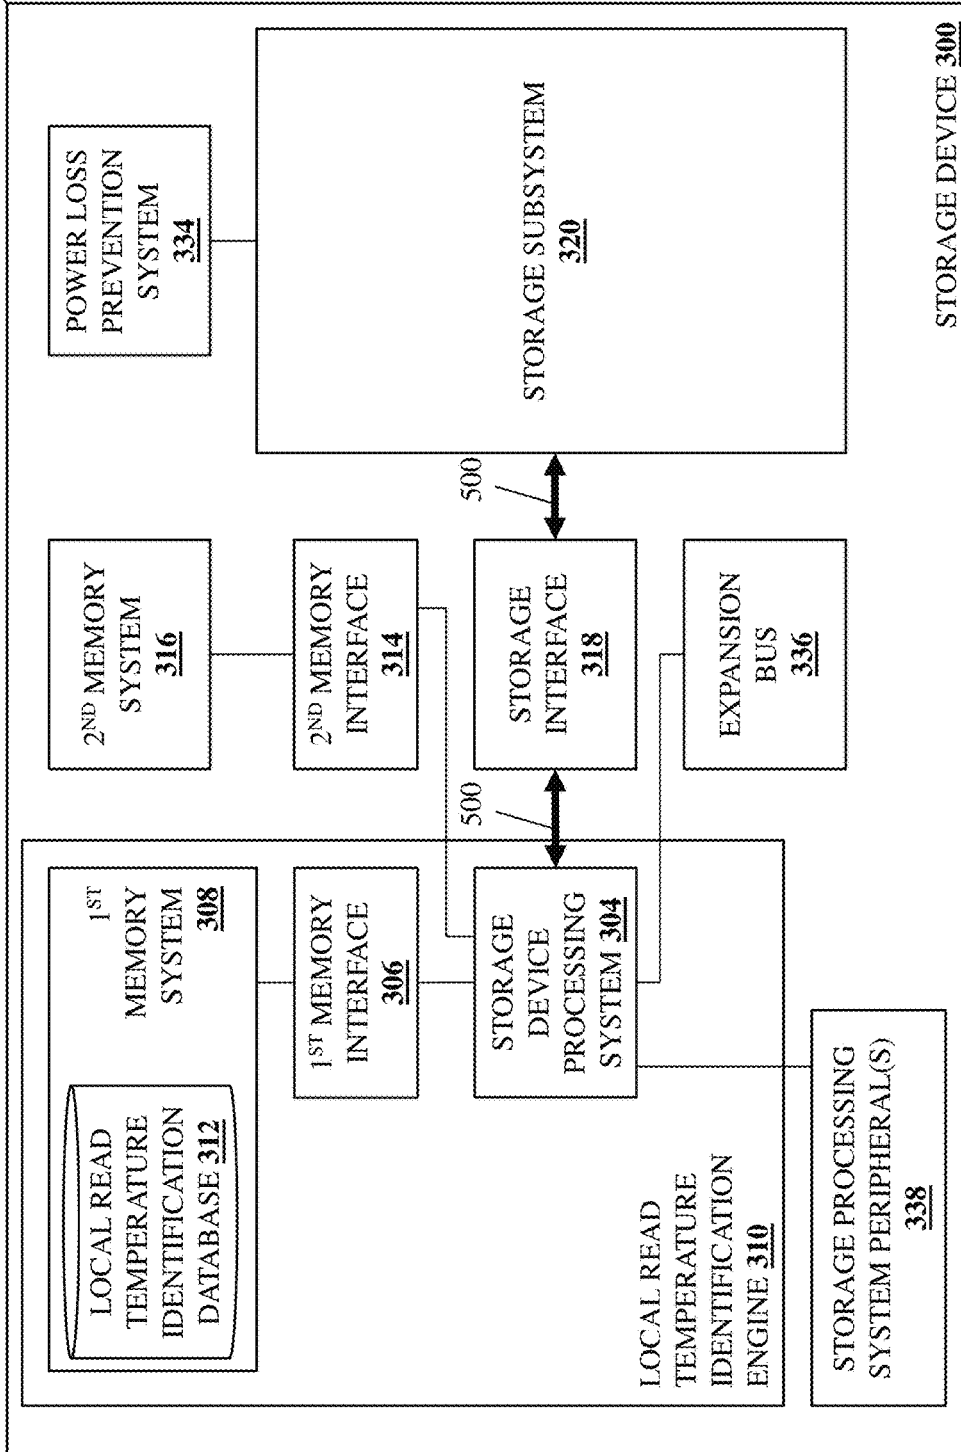 STORAGE DEVICE 300
LOCAL READ
TEMPERATURE
IDENTIFICATION
DATABASE 312
1ST
MEMORY
SYSTEM
308
2ND MEMORY
SYSTEM
316
POWER LOSS
PREVENTION
SYSTEM
334
1ST MEMORY
INTERFACE
306
2ND MEMORY
INTERFACE
314
STORAGE
DEVICE
PROCESSING
SYSTEM 304
500
STORAGE
INTERFACE
318
500
STORAGE SUBSYSTEM
320
LOCAL READ
TEMPERATURE
IDENTIFICATION
ENGINE 310
EXPANSION
BUS
336
STORAGE PROCESSING
SYSTEM PERIPHERAL(S)
338